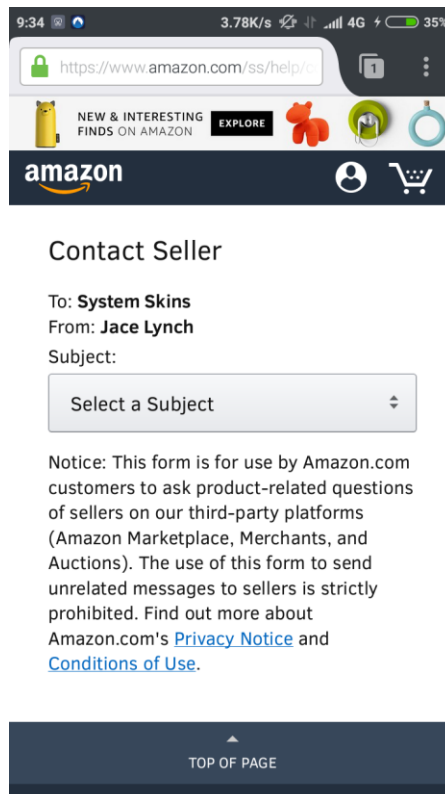 9:34 3.78K/s 4G 35%
https://www.amazon.com/ss/help/
1
NEW & INTERESTING
FINDS ON AMAZON
EXPLORE
amazon
Contact Seller
To: System Skins
From: Jace Lynch
Subject:
Select a Subject
Notice: This form is for use by Amazon.com
customers to ask product-related questions
of sellers on our third-party platforms
(Amazon Marketplace, Merchants, and
Auctions). The use of this form to send
unrelated messages to sellers is strictly
prohibited. Find out more about
Amazon.com's Privacy Notice and
Conditions of Use.
TOP OF PAGE